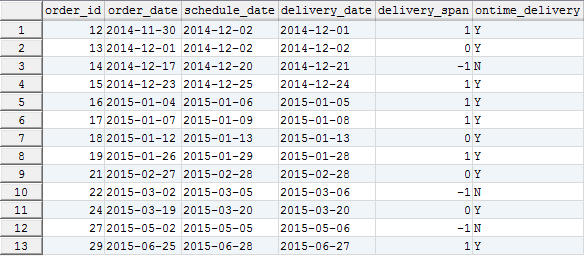 order_id order_date schedule_date delivery_date delivery_span ontime_delivery
1 12 2014-11-30 2014-12-02 2014-12-01 1 Y
2 13 2014-12-01 2014-12-02 2014-12-02 0 Y
3 14 2014-12-17 2014-12-20 2014-12-21 -1 N
4 15 2014-12-23 2014-12-25 2014-12-24 1 Y
5 16 2015-01-04 2015-01-06 2015-01-05 1 Y
6 17 2015-01-07 2015-01-09 2015-01-08 1 Y
7 18 2015-01-12 2015-01-13 2015-01-13 0 Y
8 19 2015-01-26 2015-01-29 2015-01-28 1 Y
9 21 2015-02-27 2015-02-28 2015-02-28 0 Y
10 22 2015-03-02 2015-03-05 2015-03-06 -1 N
11 24 2015-03-19 2015-03-20 2015-03-20 0 Y
12 27 2015-05-02 2015-05-05 2015-05-06 -1 N
13 29 2015-06-25 2015-06-28 2015-06-27 1 Y